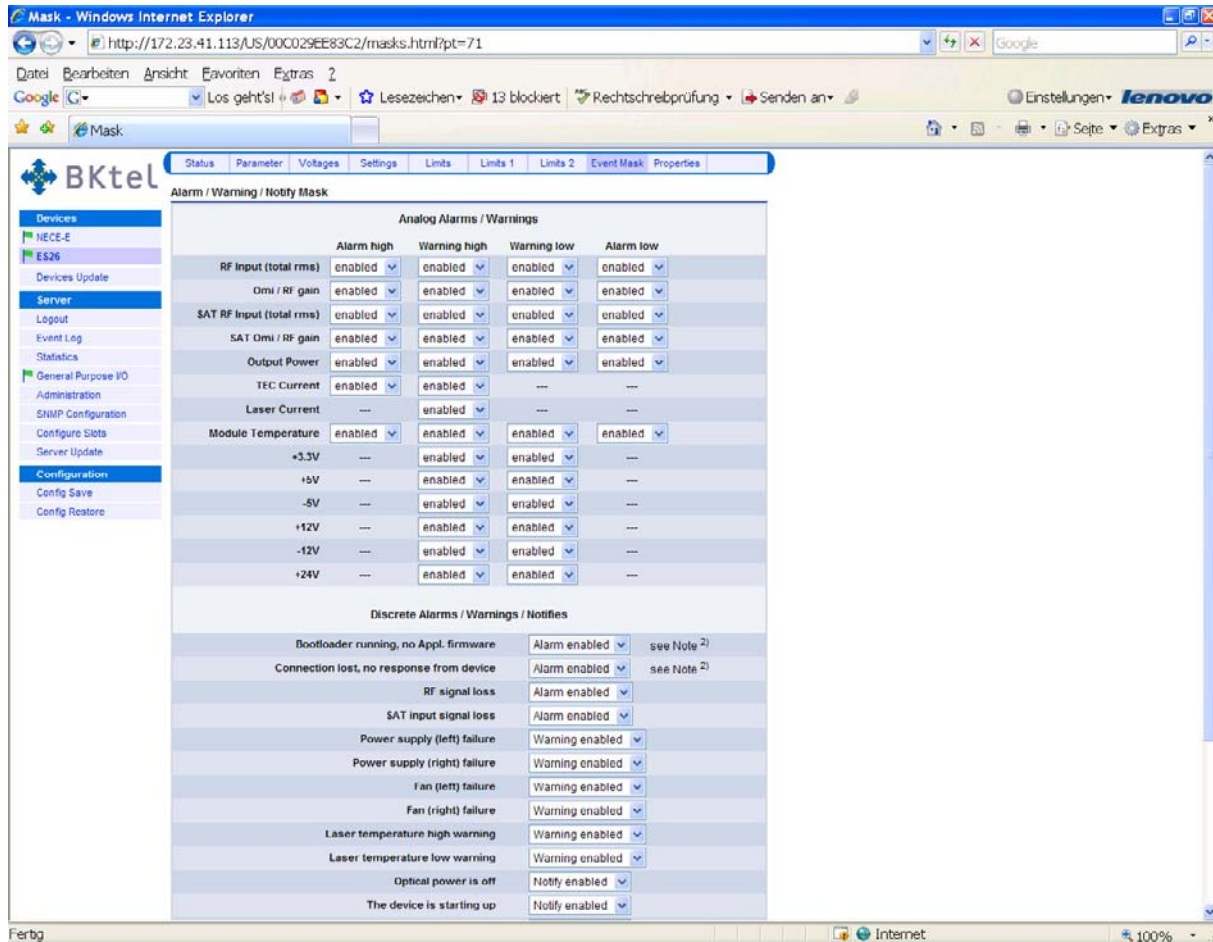 Mask - Windows Internet Explorer
http://172.23.41.113/US/00C029EE83C2/masks.html?pt=71
Google
Datei Bearbeiten Ansicht Favoriten Extras ?
Google G Los geht's! Lesezeichen 13 blockiert Rechtschreibprüfung Senden an Einstellungen lenovo
Mask Seite Extras
BKtel
Status Parameter Voltages Settings Limits Limits 1 Limits 2 Event Mask Properties
Alarm / Warning / Notify Mask
Devices
NECE-E
ES26
Devices Update
Server
Logout
Event Log
Statistics
General Purpose I/O
Administration
SNMP Configuration
Configure Slots
Server Update
Configuration
Config Save
Config Restore
Analog Alarms / Warnings
Alarm high Warning high Warning low Alarm low
RF Input (total rms) enabled enabled enabled enabled
Omi / RF gain enabled enabled enabled enabled
SAT RF Input (total rms) enabled enabled enabled enabled
SAT Omi / RF gain enabled enabled enabled enabled
Output Power enabled enabled enabled enabled
TEC Current enabled enabled --- ---
Laser Current --- enabled --- ---
Module Temperature enabled enabled enabled enabled
+3.3V --- enabled enabled ---
+5V --- enabled enabled ---
-5V --- enabled enabled ---
+12V --- enabled enabled ---
-12V --- enabled enabled ---
+24V --- enabled enabled ---
Discrete Alarms / Warnings / Notifies
Bootloader running, no Appl. firmware Alarm enabled see Note 2)
Connection lost, no response from device Alarm enabled see Note 2)
RF signal loss Alarm enabled
SAT input signal loss Alarm enabled
Power supply (left) failure Warning enabled
Power supply (right) failure Warning enabled
Fan (left) failure Warning enabled
Fan (right) failure Warning enabled
Laser temperature high warning Warning enabled
Laser temperature low warning Warning enabled
Optical power is off Notify enabled
The device is starting up Notify enabled
Fertig Internet 100%